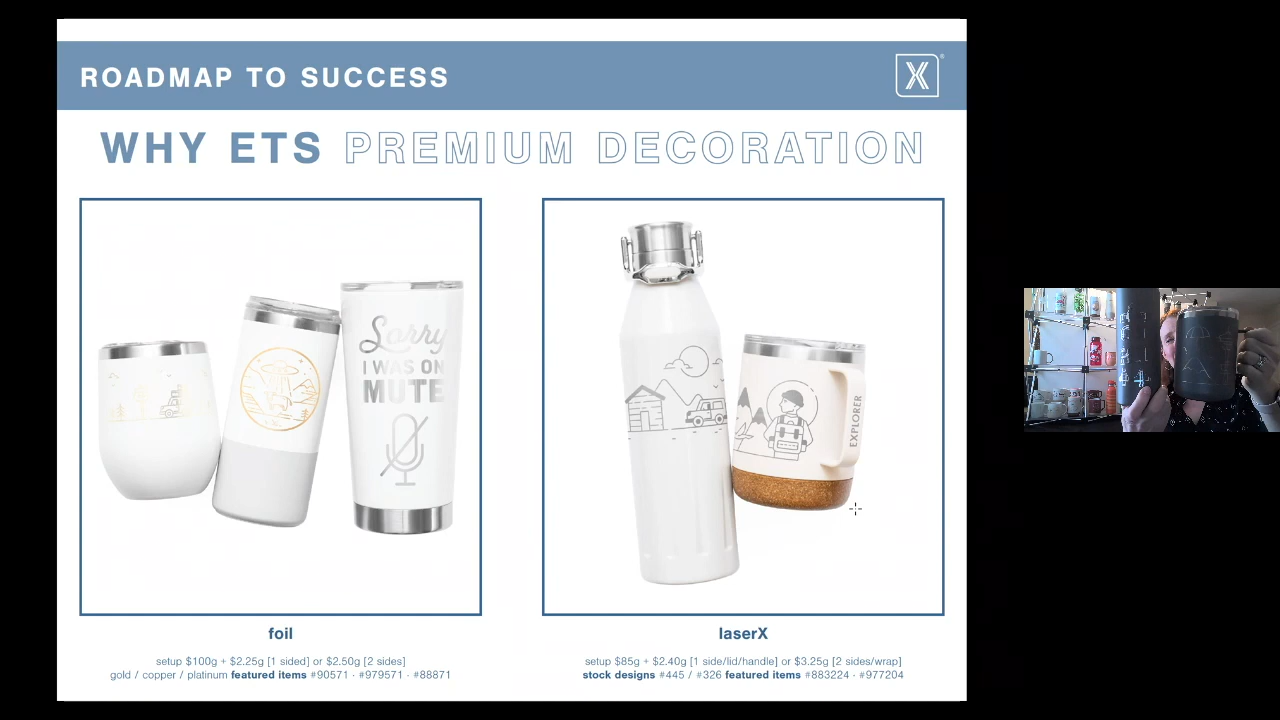 ROADMAP TO SUCCESS
X
WHY ETS PREMIUM DECORATION
Sorry
I WAS ON
MUTE
EXPLORER
foil
setup $100g + $2.25g [1 sided] or $2.50g [2 sides]
gold / copper / platinum featured items #90571 - #979571 - #88871
laserX
setup $85g + $2.40g [1 side/lid/handle] or $3.25g [2 sides/wrap]
stock designs #445 / #326 featured items #883224 - #977204